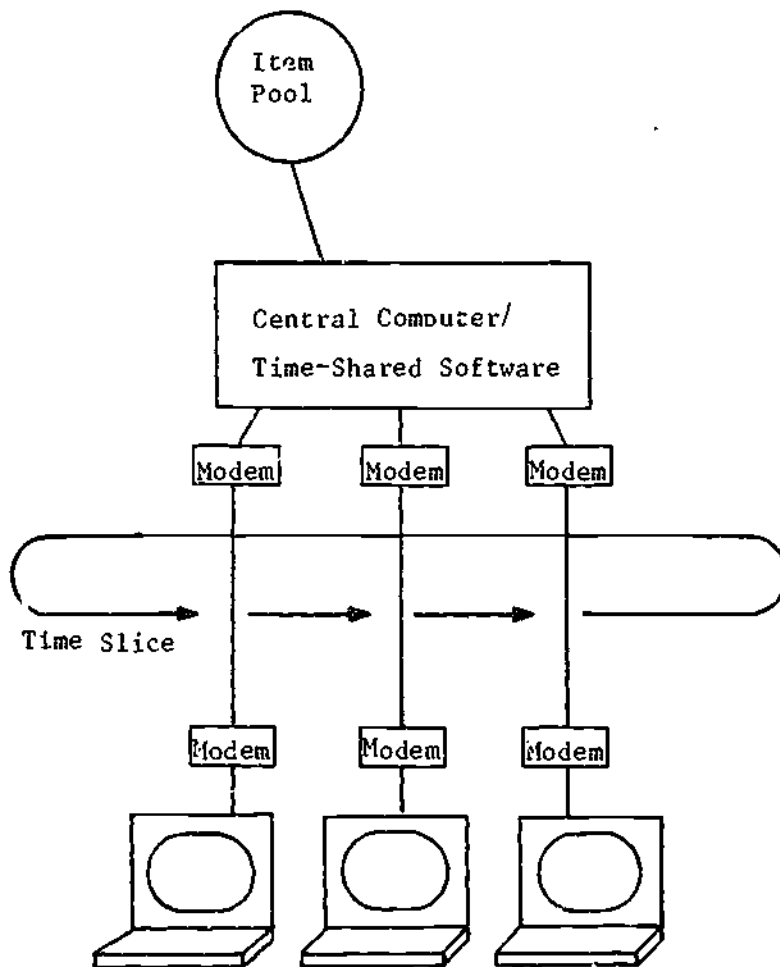 Item
Pool
Central Computer/
Time-Shared Software
Modem
Modem
Modem
Time Slice
Modem
Modem
Modem